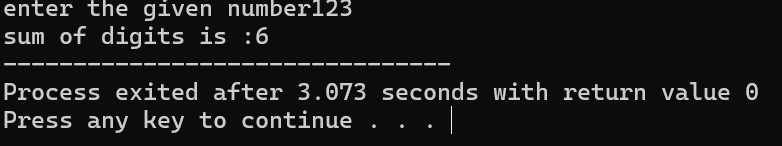 enter the given number123
sum of digits is :6
--------------------------------
Process exited after 3.073 seconds with return value 0
Press any key to continue . . .